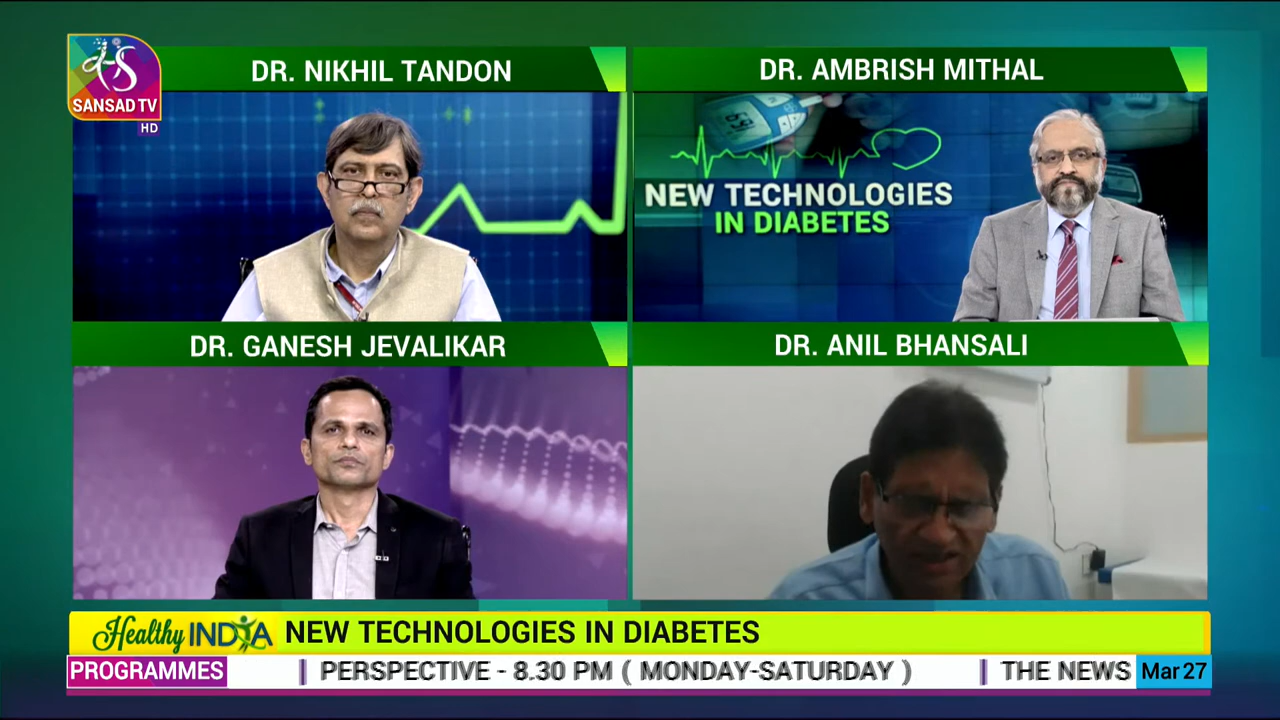 SANSAD TV
HD
DR. NIKHIL TANDON
DR. AMBRISH MITHAL
NEW TECHNOLOGIES
IN DIABETES
DR. GANESH JEVALIKAR
DR. ANIL BHANSALI
Healthy INDIA NEW TECHNOLOGIES IN DIABETES
PROGRAMMES | PERSPECTIVE - 8.30 PM ( MONDAY-SATURDAY ) | THE NEWS Mar 27